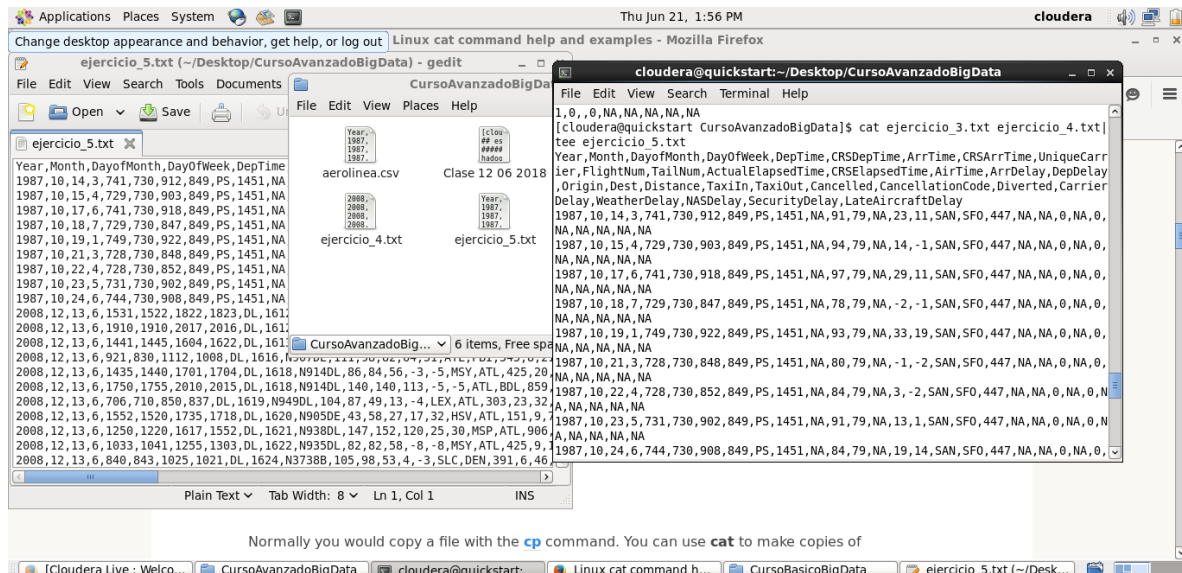 Applications Places System
Thu Jun 21, 1:56 PM
cloudera
Change desktop appearance and behavior, get help, or log out
Linux cat command help and examples - Mozilla Firefox
ejercicio_5.txt (~/Desktop/CursoAvanzadoBigData) - gedit
File Edit View Search Tools Documents
Open Save
ejercicio_5.txt
Year,Month,DayofMonth,DayOfWeek,DepTime
1987,10,14,3,741,730,912,849,PS,1451,NA
1987,10,15,4,729,730,903,849,PS,1451,NA
1987,10,17,6,741,730,918,849,PS,1451,NA
1987,10,18,7,729,730,847,849,PS,1451,NA
1987,10,19,1,749,730,922,849,PS,1451,NA
1987,10,21,3,728,730,848,849,PS,1451,NA
1987,10,22,4,728,730,852,849,PS,1451,NA
1987,10,23,5,731,730,902,849,PS,1451,NA
1987,10,24,6,744,730,908,849,PS,1451,NA
2008,12,13,6,1531,1522,1822,1823,DL,1612
2008,12,13,6,1910,1910,2017,2016,DL,1612
2008,12,13,6,1441,1445,1604,1622,DL,1613
2008,12,13,6,921,830,1112,1008,DL,1616,
2008,12,13,6,1435,1440,1701,1704,DL,1618,N914DL,86,84,56,-3,-5,MSY,ATL,425,20,
2008,12,13,6,1750,1755,2010,2015,DL,1618,N914DL,140,140,113,-5,-5,ATL,BDL,859,
2008,12,13,6,706,710,850,837,DL,1619,N949DL,104,87,49,13,-4,LEX,ATL,303,23,32,
2008,12,13,6,1552,1520,1735,1718,DL,1620,N905DE,43,58,27,17,32,HSV,ATL,151,9,7
2008,12,13,6,1250,1220,1617,1552,DL,1621,N938DL,147,152,120,25,30,MSP,ATL,906,
2008,12,13,6,1033,1041,1255,1303,DL,1622,N935DL,82,82,58,-8,-8,MSY,ATL,425,9,1
2008,12,13,6,840,843,1025,1021,DL,1624,N3738B,105,98,53,4,-3,SLC,DEN,391,6,46,
Plain Text Tab Width: 8 Ln 1, Col 1 INS
CursoAvanzadoBigDa
File Edit View Places Help
Year,
1987,
1987,
1987.
aerolinea.csv
[clou
## es
#####
hadoo
Clase 12 06 2018
2008,
2008,
2008,
2008.
ejercicio_4.txt
Year,
1987,
1987,
1987.
ejercicio_5.txt
CursoAvanzadoBig... 6 items, Free spa
cloudera@quickstart:~/Desktop/CursoAvanzadoBigData
File Edit View Search Terminal Help
1,0,,0,NA,NA,NA,NA,NA
[cloudera@quickstart CursoAvanzadoBigData]$ cat ejercicio_3.txt ejercicio_4.txt|
tee ejercicio_5.txt
Year,Month,DayofMonth,DayOfWeek,DepTime,CRSDepTime,ArrTime,CRSArrTime,UniqueCarr
ier,FlightNum,TailNum,ActualElapsedTime,CRSElapsedTime,AirTime,ArrDelay,DepDelay
,Origin,Dest,Distance,TaxiIn,TaxiOut,Cancelled,CancellationCode,Diverted,Carrier
Delay,WeatherDelay,NASDelay,SecurityDelay,LateAircraftDelay
1987,10,14,3,741,730,912,849,PS,1451,NA,91,79,NA,23,11,SAN,SFO,447,NA,NA,0,NA,0,
NA,NA,NA,NA,NA
1987,10,15,4,729,730,903,849,PS,1451,NA,94,79,NA,14,-1,SAN,SFO,447,NA,NA,0,NA,0,
NA,NA,NA,NA,NA
1987,10,17,6,741,730,918,849,PS,1451,NA,97,79,NA,29,11,SAN,SFO,447,NA,NA,0,NA,0,
NA,NA,NA,NA,NA
1987,10,18,7,729,730,847,849,PS,1451,NA,78,79,NA,-2,-1,SAN,SFO,447,NA,NA,0,NA,0,
NA,NA,NA,NA,NA
1987,10,19,1,749,730,922,849,PS,1451,NA,93,79,NA,33,19,SAN,SFO,447,NA,NA,0,NA,0,
NA,NA,NA,NA,NA
1987,10,21,3,728,730,848,849,PS,1451,NA,80,79,NA,-1,-2,SAN,SFO,447,NA,NA,0,NA,0,
NA,NA,NA,NA,NA
1987,10,22,4,728,730,852,849,PS,1451,NA,84,79,NA,3,-2,SAN,SFO,447,NA,NA,0,NA,0,N
A,NA,NA,NA,NA
1987,10,23,5,731,730,902,849,PS,1451,NA,91,79,NA,13,1,SAN,SFO,447,NA,NA,0,NA,0,N
A,NA,NA,NA,NA
1987,10,24,6,744,730,908,849,PS,1451,NA,84,79,NA,19,14,SAN,SFO,447,NA,NA,0,NA,0,
Normally you would copy a file with the cp command. You can use cat to make copies of
[Cloudera Live : Welco... CursoAvanzadoBigData cloudera@quickstart: Linux cat command h... CursoBasicoBigData ejercicio_5.txt (~/Desk...